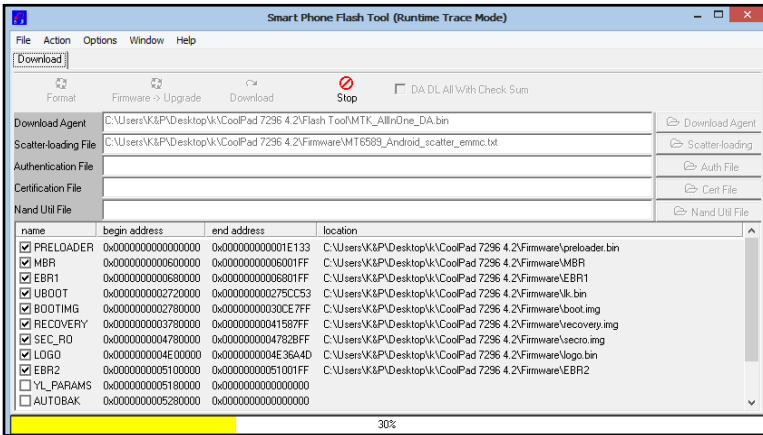 Smart Phone Flash Tool (Runtime Trace Mode)
File Action Options Window Help
Download
Format Firmware -> Upgrade Download Stop DA DL All With Check Sum
Download Agent C:\Users\K&P\Desktop\k\CoolPad 7296 4.2\Flash Tool\MTK_AllInOne_DA.bin Download Agent
Scatter-loading File C:\Users\K&P\Desktop\k\CoolPad 7296 4.2\Firmware\MT6589_Android_scatter_emmc.txt Scatter-loading
Authentication File Auth File
Certification File Cert File
Nand Util File Nand Util File
name begin address end address location
PRELOADER 0x0000000000000000 0x000000000001E133 C:\Users\K&P\Desktop\k\CoolPad 7296 4.2\Firmware\preloader.bin
MBR 0x0000000000600000 0x00000000006001FF C:\Users\K&P\Desktop\k\CoolPad 7296 4.2\Firmware\MBR
EBR1 0x0000000000680000 0x00000000006801FF C:\Users\K&P\Desktop\k\CoolPad 7296 4.2\Firmware\EBR1
UBOOT 0x0000000002720000 0x000000000275CC53 C:\Users\K&P\Desktop\k\CoolPad 7296 4.2\Firmware\lk.bin
BOOTIMG 0x0000000002780000 0x00000000030CE7FF C:\Users\K&P\Desktop\k\CoolPad 7296 4.2\Firmware\boot.img
RECOVERY 0x0000000003780000 0x00000000041587FF C:\Users\K&P\Desktop\k\CoolPad 7296 4.2\Firmware\recovery.img
SEC_RO 0x0000000004780000 0x0000000004782BFF C:\Users\K&P\Desktop\k\CoolPad 7296 4.2\Firmware\secro.img
LOGO 0x0000000004E00000 0x0000000004E36A4D C:\Users\K&P\Desktop\k\CoolPad 7296 4.2\Firmware\logo.bin
EBR2 0x0000000005100000 0x00000000051001FF C:\Users\K&P\Desktop\k\CoolPad 7296 4.2\Firmware\EBR2
YL_PARAMS 0x0000000005180000 0x0000000000000000
AUTOBAK 0x0000000005280000 0x0000000000000000
30%